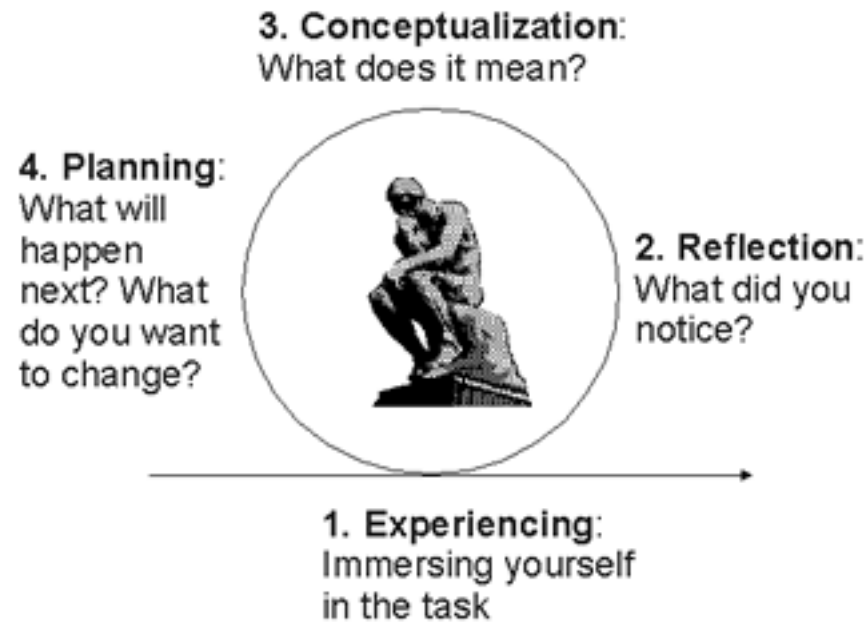 3. Conceptualization:
What does it mean?
4. Planning:
What will
happen
next? What
do you want
to change?
2. Reflection:
What did you
notice?
1. Experiencing:
Immersing yourself
in the task